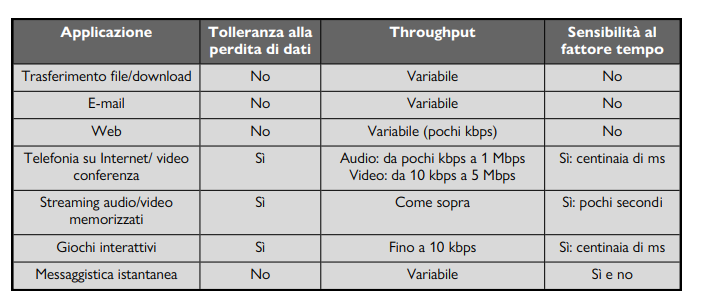 Applicazione Tolleranza alla perdita di dati Throughput Sensibilità al fattore tempo
Trasferimento file/download No Variabile No
E-mail No Variabile No
Web No Variabile (pochi kbps) No
Telefonia su Internet/ video conferenza Sì Audio: da pochi kbps a 1 Mbps Video: da 10 kbps a 5 Mbps Sì: centinaia di ms
Streaming audio/video memorizzati Sì Come sopra Sì: pochi secondi
Giochi interattivi Sì Fino a 10 kbps Sì: centinaia di ms
Messaggistica istantanea No Variabile Sì e no